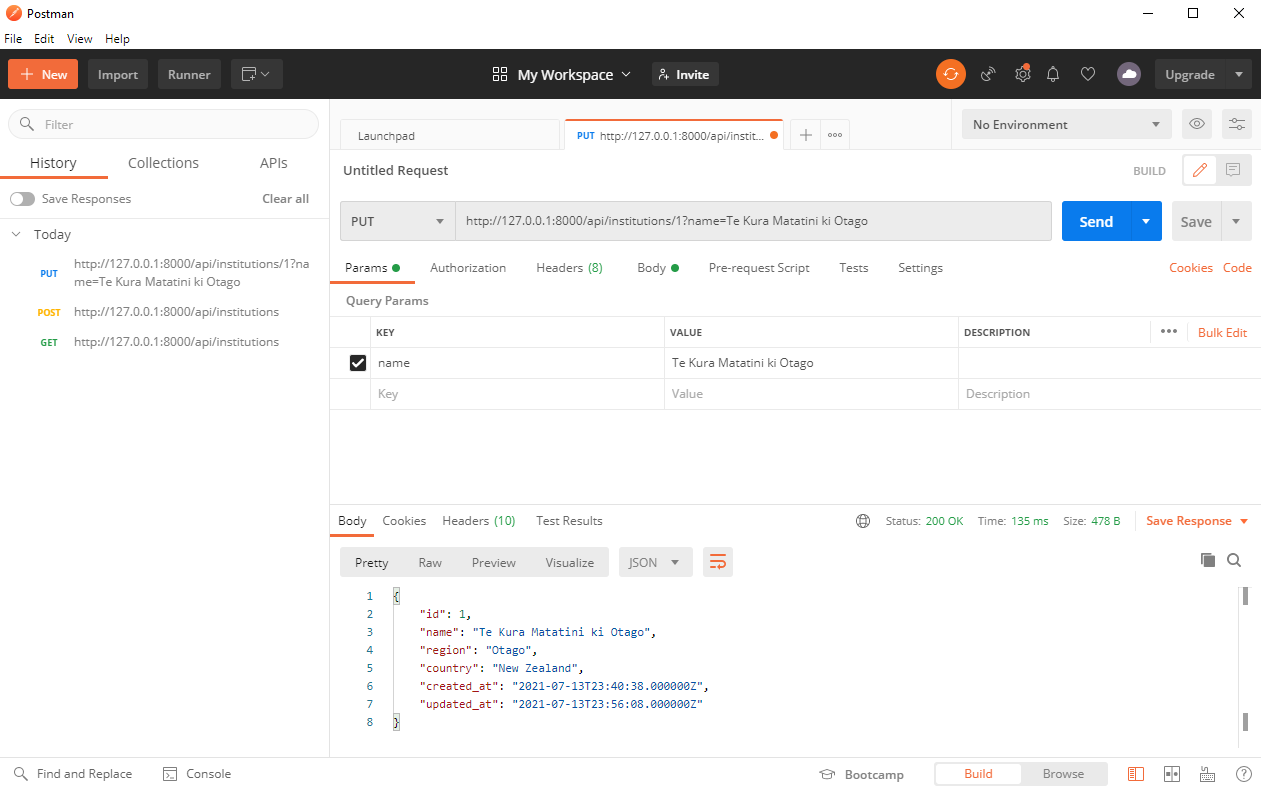 Postman
File Edit View Help
New Import Runner My Workspace Invite Upgrade
Filter
History Collections APIs
Save Responses Clear all
Today
PUT http://127.0.0.1:8000/api/institutions/1?na
me=Te Kura Matatini ki Otago
POST http://127.0.0.1:8000/api/institutions
GET http://127.0.0.1:8000/api/institutions
Launchpad PUT http://127.0.0.1:8000/api/instit... No Environment
Untitled Request BUILD
PUT http://127.0.0.1:8000/api/institutions/1?name=Te Kura Matatini ki Otago Send Save
Params Authorization Headers (8) Body Pre-request Script Tests Settings Cookies Code
Query Params
KEY VALUE DESCRIPTION Bulk Edit
name Te Kura Matatini ki Otago
Key Value Description
Body Cookies Headers (10) Test Results Status: 200 OK Time: 135 ms Size: 478 B Save Response
Pretty Raw Preview Visualize JSON
1 {
2 "id": 1,
3 "name": "Te Kura Matatini ki Otago",
4 "region": "Otago",
5 "country": "New Zealand",
6 "created_at": "2021-07-13T23:40:38.000000Z",
7 "updated_at": "2021-07-13T23:56:08.000000Z"
8 }
Find and Replace Console Bootcamp Build Browse